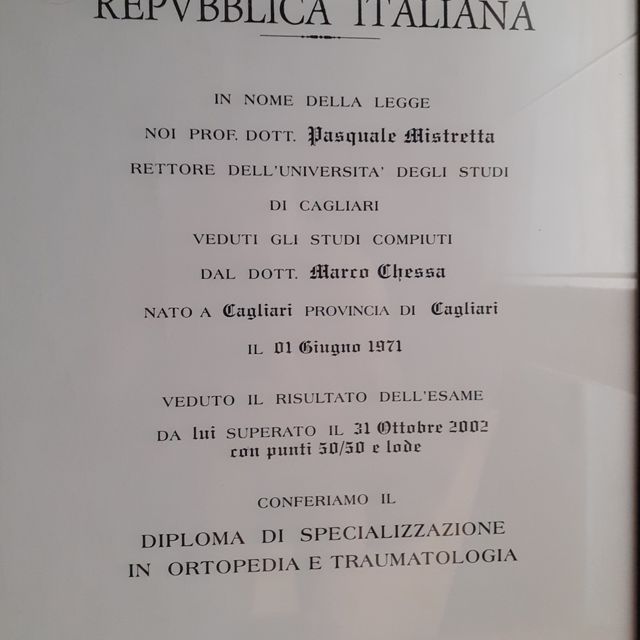 REPVBBLICA ITALIANA
IN NOME DELLA LEGGE
NOI PROF. DOTT. Pasquale Mistretta
RETTORE DELL'UNIVERSITA' DEGLI STUDI
DI CAGLIARI
VEDUTI GLI STUDI COMPIUTI
DAL DOTT. Marco Chessa
NATO A Cagliari PROVINCIA DI Cagliari
IL 01 Giugno 1971
VEDUTO IL RISULTATO DELL'ESAME
DA lui SUPERATO IL 31 Ottobre 2002
con punti 50/50 e lode
CONFERIAMO IL
DIPLOMA DI SPECIALIZZAZIONE
IN ORTOPEDIA E TRAUMATOLOGIA